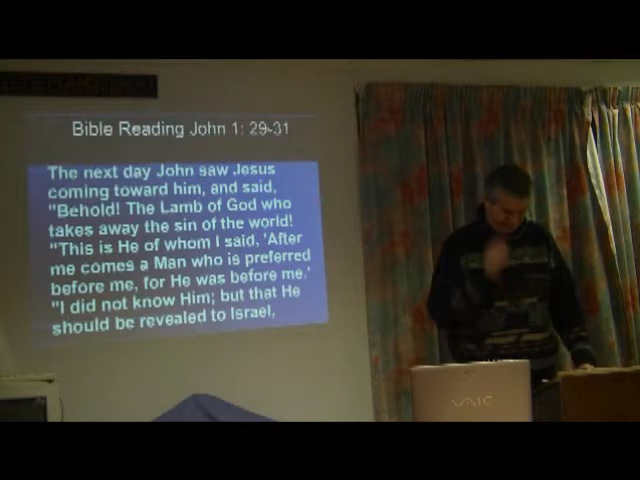 Bible Reading John 1: 29-31
The next day John saw Jesus
coming toward him, and said,
"Behold! The Lamb of God who
takes away the sin of the world!
"This is He of whom I said, 'After
me comes a Man who is preferred
before me, for He was before me.'
"I did not know Him; but that He
should be revealed to Israel,
VAIO